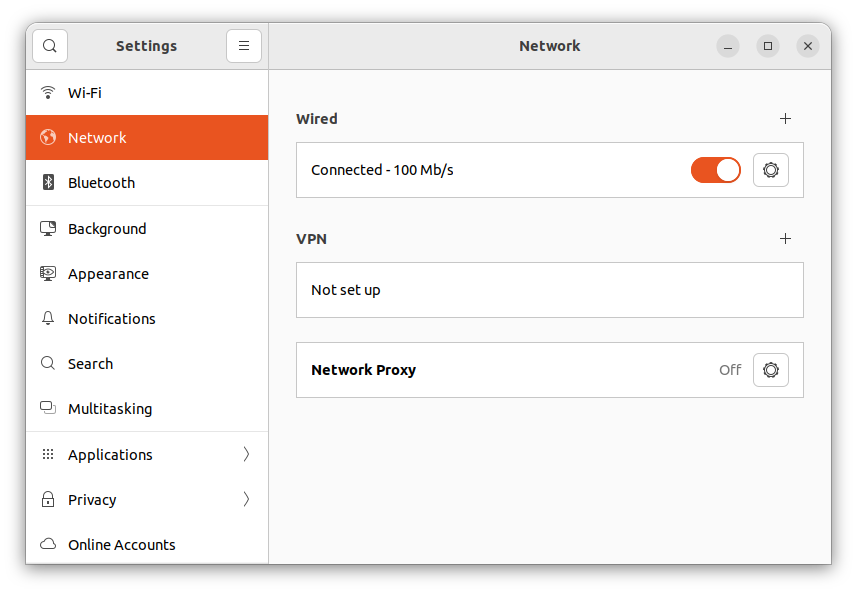 Settings
Network
Wi-Fi
Network
Bluetooth
Background
Appearance
Notifications
Search
Multitasking
Applications
Privacy
Online Accounts
Wired
Connected - 100 Mb/s
VPN
Not set up
Network Proxy
Off